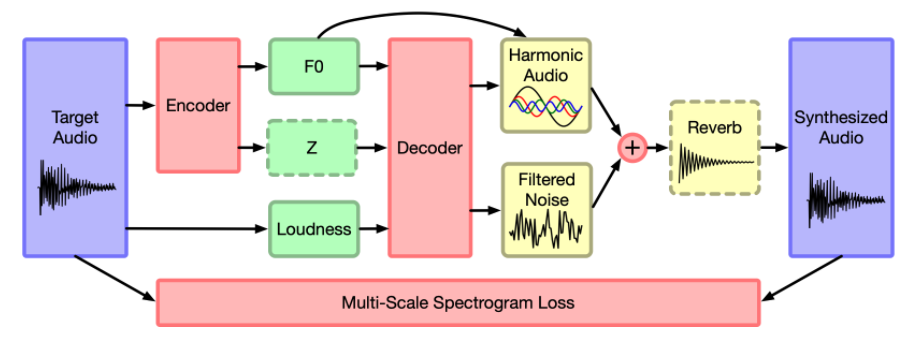 Target
Audio
Encoder
F0
Z
Loudness
Decoder
Harmonic
Audio
Filtered
Noise
+
Reverb
Synthesized
Audio
Multi-Scale Spectrogram Loss